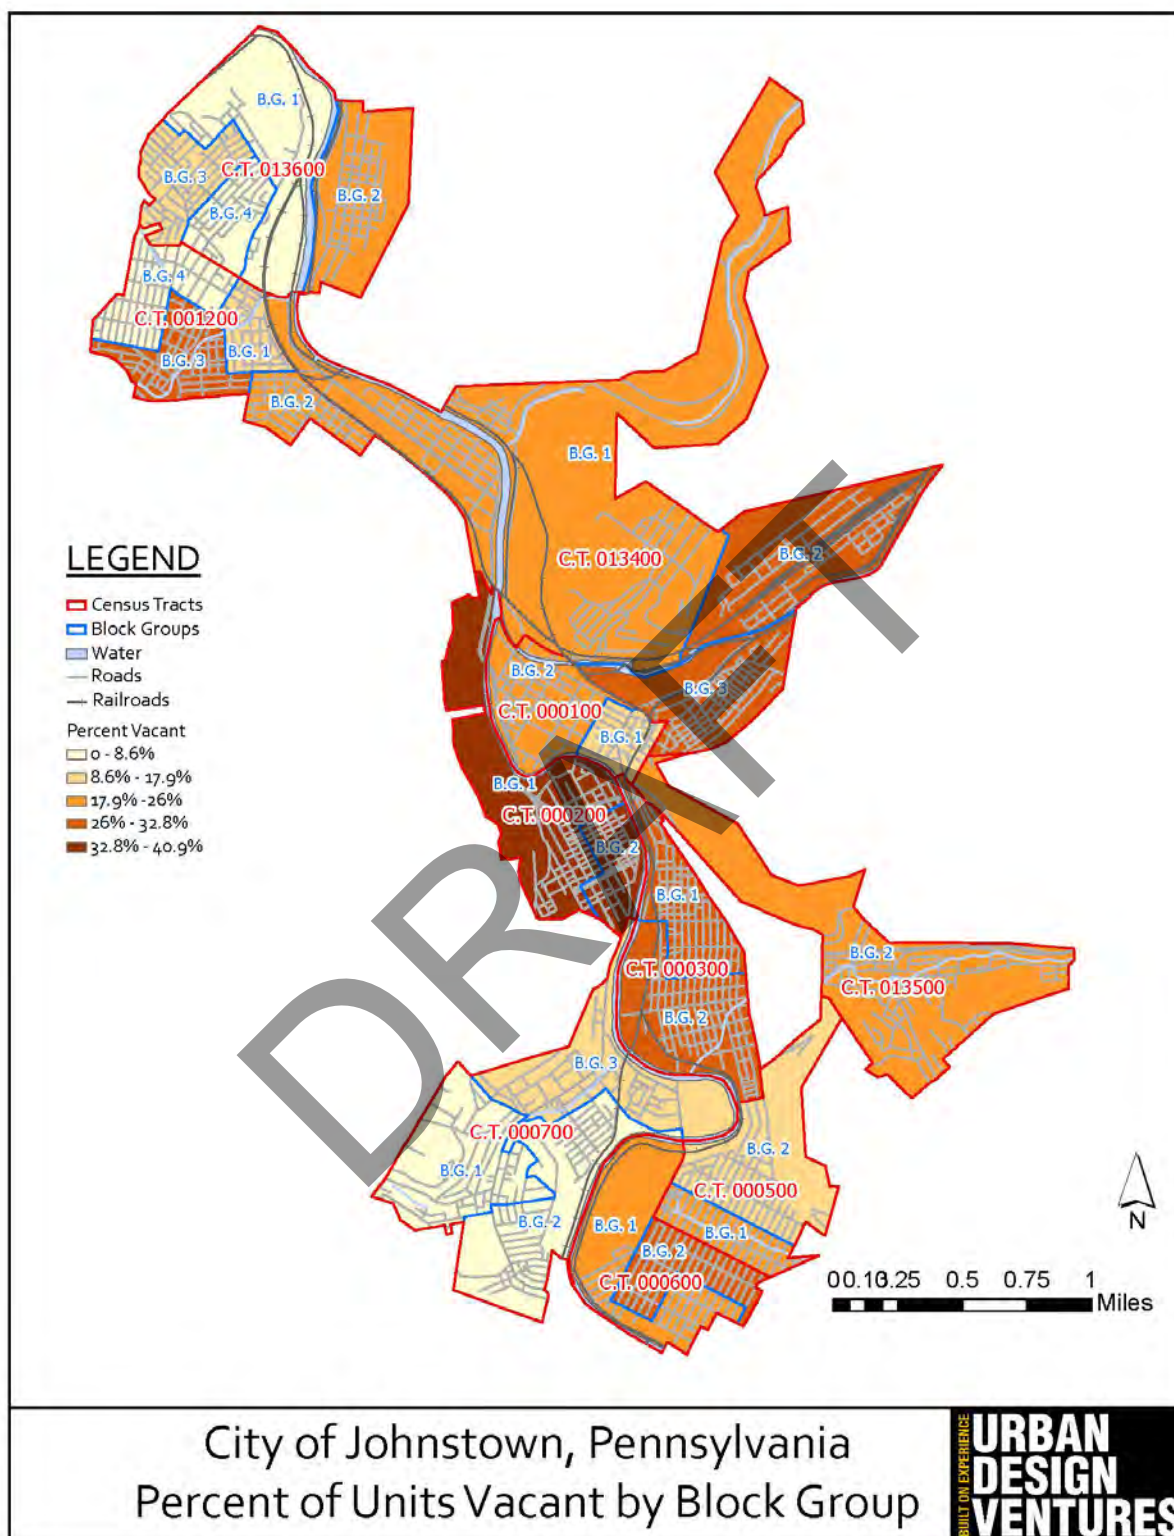 B.G. 1
C.T. 013600
B.G. 3
B.G. 2
B.G. 4
B.G. 4
C.T. 001200
B.G. 1
B.G. 3
B.G. 2
B.G. 1
C.T. 013400
B.G. 2
B.G. 2
B.G. 3
C.T. 000100
B.G. 1
B.G. 1
C.T. 000200
B.G. 2
B.G. 1
B.G. 2
C.T. 000300
C.T. 013500
B.G. 2
B.G. 3
C.T. 000700
B.G. 1
B.G. 2
B.G. 2
C.T. 000500
B.G. 1
B.G. 1
B.G. 2
C.T. 000600
LEGEND
Census Tracts
Block Groups
Water
Roads
Railroads
Percent Vacant
0 - 8.6%
8.6% - 17.9%
17.9% -26%
26% - 32.8%
32.8% - 40.9%
DRAFT
N
0.5 0.75 1
Miles
City of Johnstown, Pennsylvania
Percent of Units Vacant by Block Group
BUILT ON EXPERIENCE
URBAN
DESIGN
VENTURES